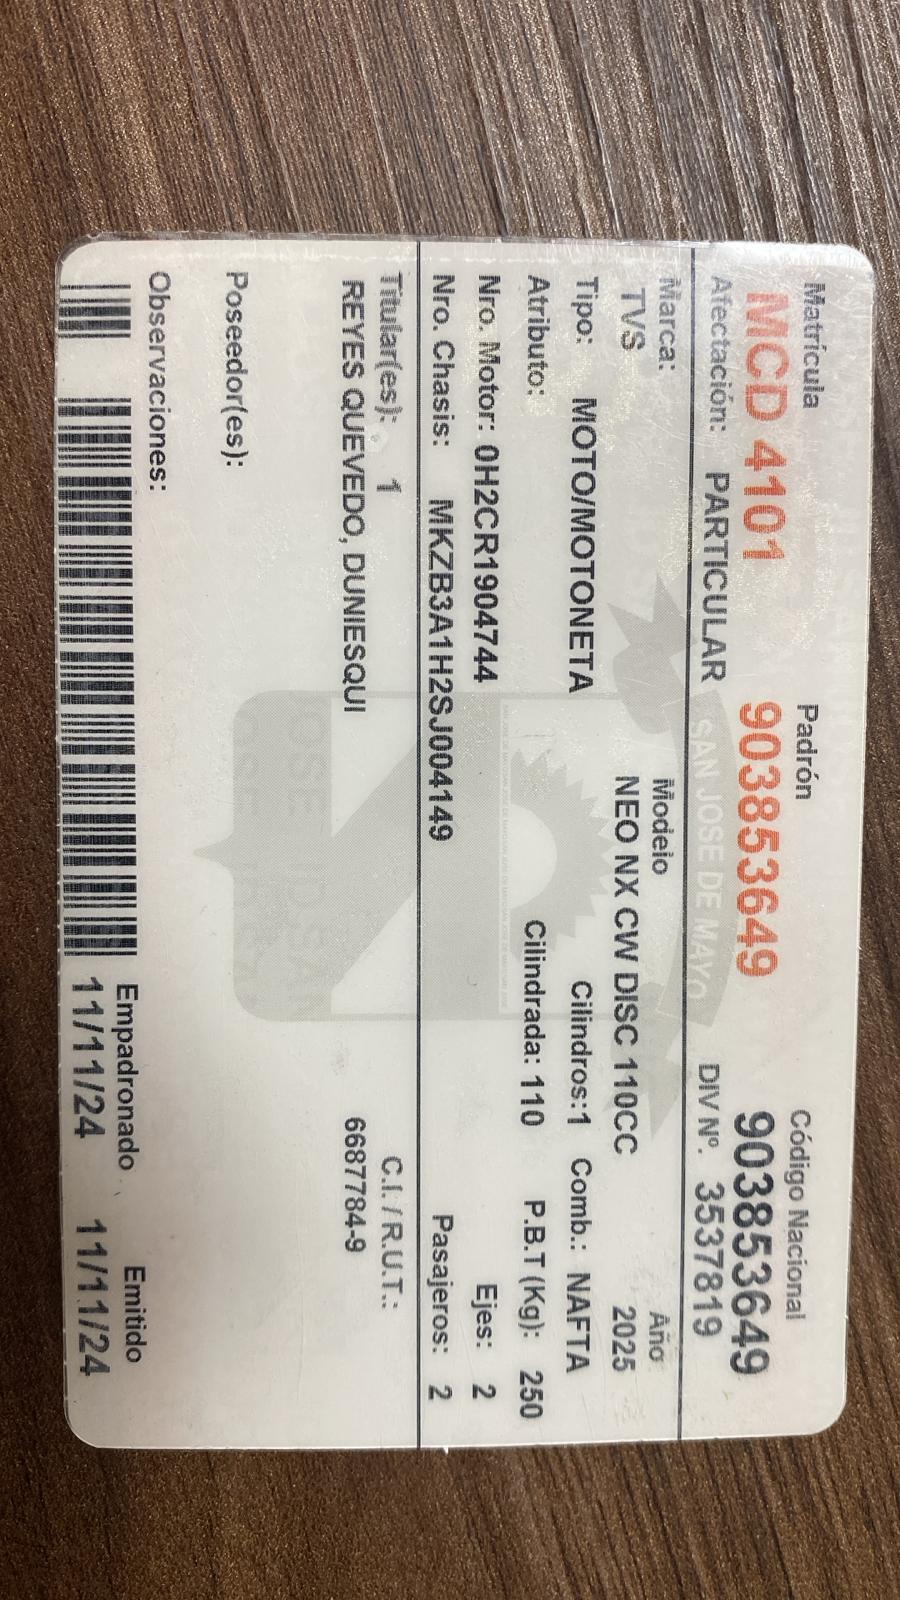 Matrícula Padrón Código Nacional
MCD 4101 903853649 903853649
Afectación: PARTICULAR DIV Nº. 3537819
SAN JOSE DE MAYO
Marca: Modelo Año
TVS NEO NX CW DISC 110CC 2025
Tipo: MOTO/MOTONETA Cilindros:1 Comb.: NAFTA
Atributo: Cilindrada: 110 P.B.T (Kg): 250
Nro. Motor: 0H2CR1904744 Ejes: 2
Nro. Chasis: MKZB3A1H2SJ004149 Pasajeros: 2
Titular(es): 1 C.I. / R.U.T.:
REYES QUEVEDO, DUNIESQUI 6687784-9
Poseedor(es):
Observaciones:
Empadronado Emitido
11/11/24 11/11/24